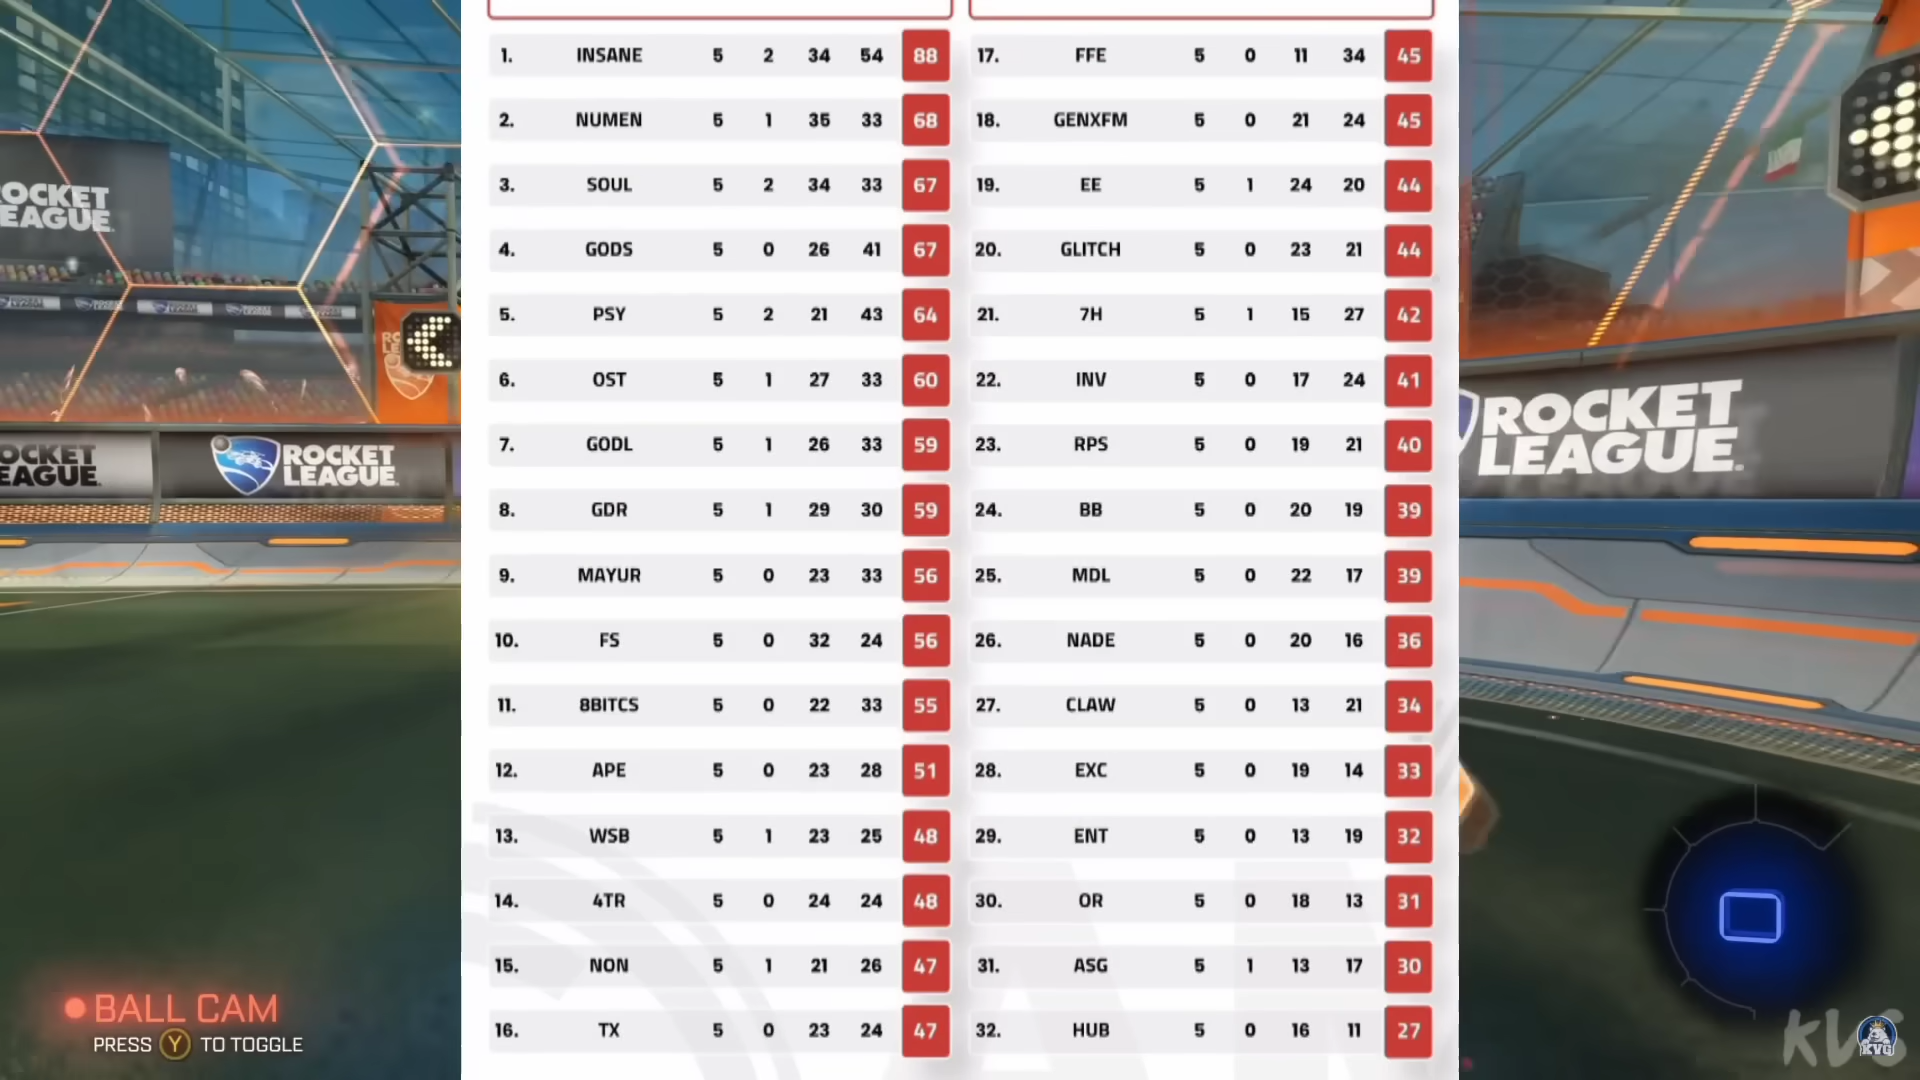 1. INSANE 5 2 34 54 88
2. NUMEN 5 1 35 33 68
3. SOUL 5 2 34 33 67
4. GODS 5 0 26 41 67
5. PSY 5 2 21 43 64
6. OST 5 1 27 33 60
7. GODL 5 1 26 33 59
8. GDR 5 1 29 30 59
9. MAYUR 5 0 23 33 56
10. FS 5 0 32 24 56
11. 8BITCS 5 0 22 33 55
12. APE 5 0 23 28 51
13. WSB 5 1 23 25 48
14. 4TR 5 0 24 24 48
15. NON 5 1 21 26 47
16. TX 5 0 23 24 47
17. FFE 5 0 11 34 45
18. GENXFM 5 0 21 24 45
19. EE 5 1 24 20 44
20. GLITCH 5 0 23 21 44
21. 7H 5 1 15 27 42
22. INV 5 0 17 24 41
23. RPS 5 0 19 21 40
24. BB 5 0 20 19 39
25. MDL 5 0 22 17 39
26. NADE 5 0 20 16 36
27. CLAW 5 0 13 21 34
28. EXC 5 0 19 14 33
29. ENT 5 0 13 19 32
30. OR 5 0 18 13 31
31. ASG 5 1 13 17 30
32. HUB 5 0 16 11 27
OCKET
EAGUE
OCKET
EAGUE
ROCKET
LEAGUE
ROCKET
LEAGUE
BALL CAM
PRESS Y TO TOGGLE
KVG